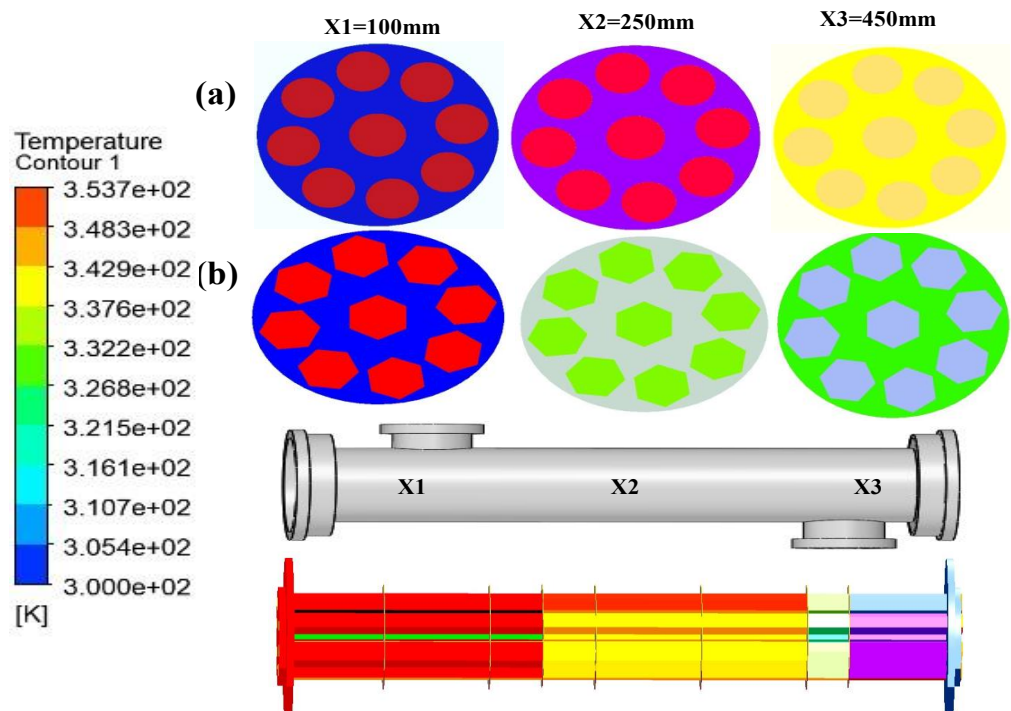 X1=100mm X2=250mm X3=450mm
(a)
Temperature
Contour 1
3.537e+02
3.483e+02
3.429e+02
3.376e+02
3.322e+02
3.268e+02
3.215e+02
3.161e+02
3.107e+02
3.054e+02
3.000e+02
[K]
(b)
X1 X2 X3